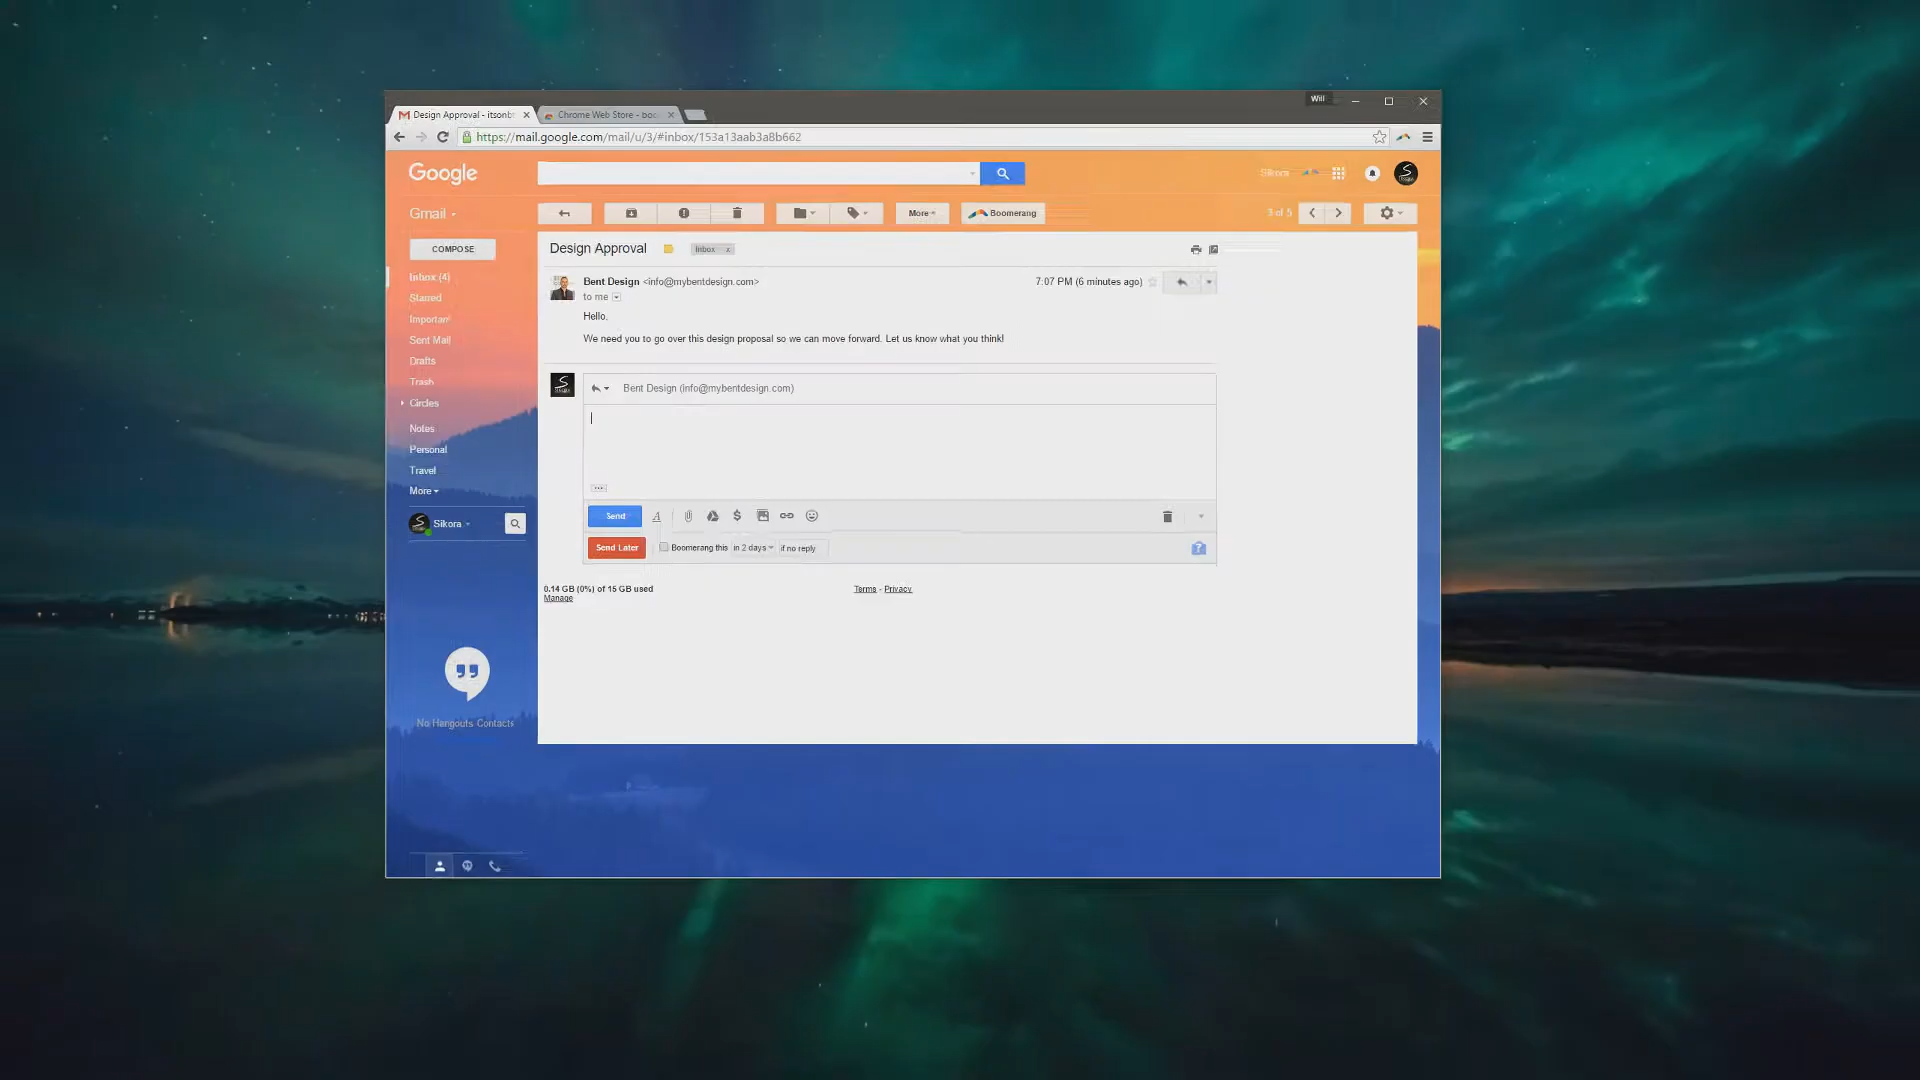 Will
Design Approval - itsonbr
Chrome Web Store - boo
https://mail.google.com/mail/u/3/#inbox/153a13aab3a8b662
Google
Sikora
Gmail
More
Boomerang
3 of 5
COMPOSE
Design Approval
Inbox x
Inbox (4)
Starred
Important
Sent Mail
Drafts
Trash
Circles
Notes
Personal
Travel
More
Sikora
No Hangouts Contacts
Bent Design <info@mybentdesign.com>
7:07 PM (6 minutes ago)
to me
Hello,
We need you to go over this design proposal so we can move forward. Let us know what you think!
Bent Design (info@mybentdesign.com)
Send
Send Later
Boomerang this in 2 days if no reply
0.14 GB (0%) of 15 GB used
Manage
Terms - Privacy